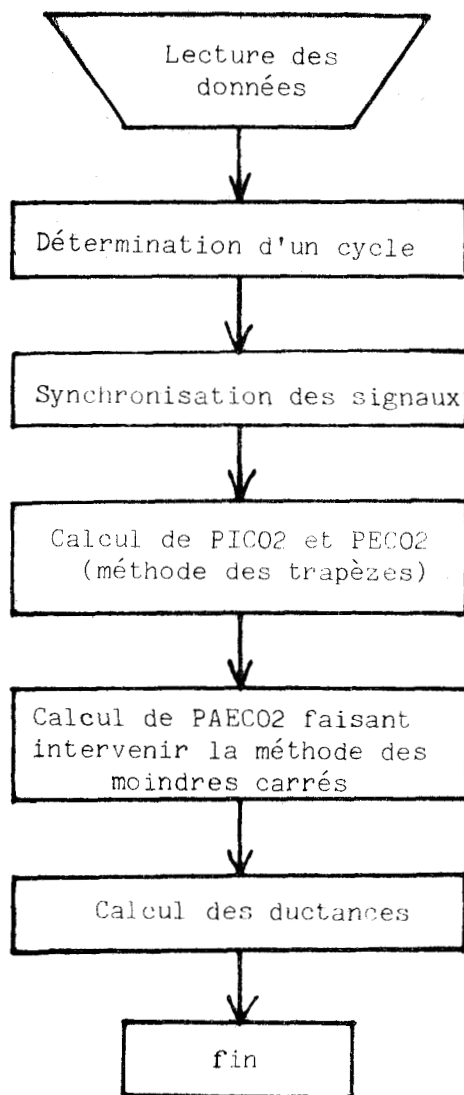 Lecture des
données
Détermination d'un cycle
Synchronisation des signaux
Calcul de PICO2 et PECO2
(méthode des trapèzes)
Calcul de PAECO2 faisant
intervenir la méthode des
moindres carrés
Calcul des ductances
fin